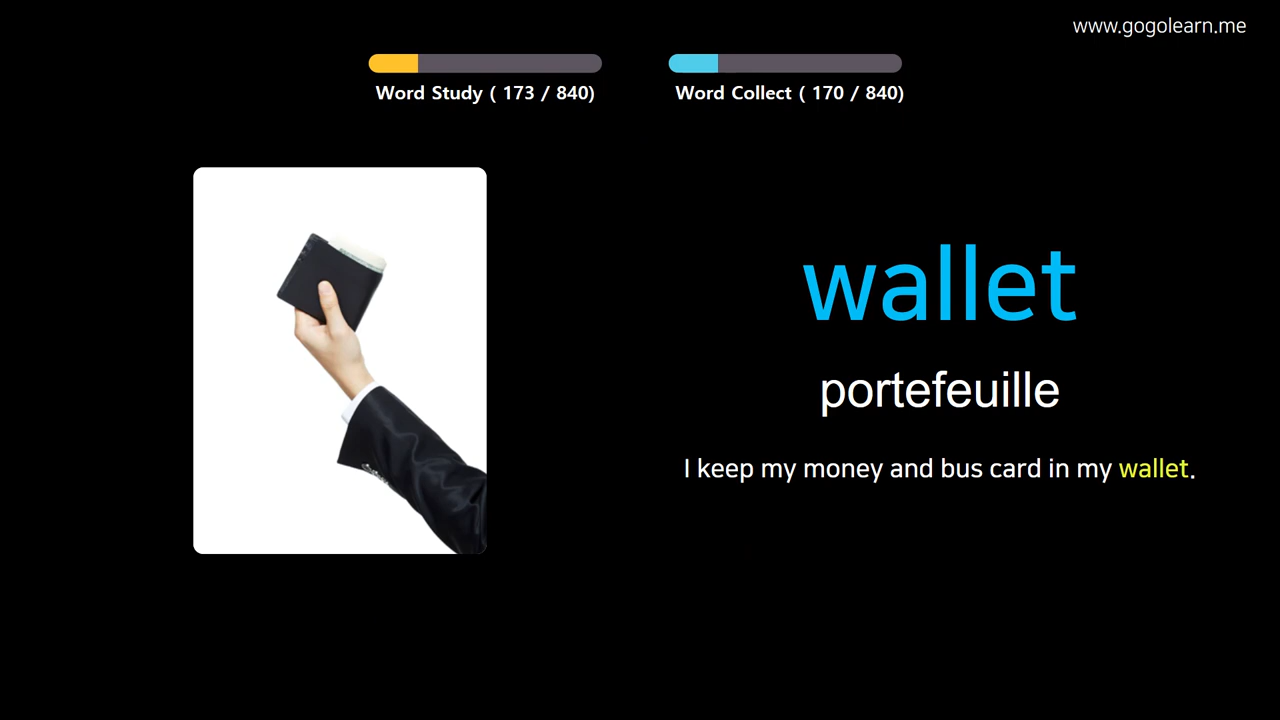 www.gogolearn.me
Word Study ( 173 / 840)
Word Collect ( 170 / 840)
wallet
portefeuille
I keep my money and bus card in my wallet.